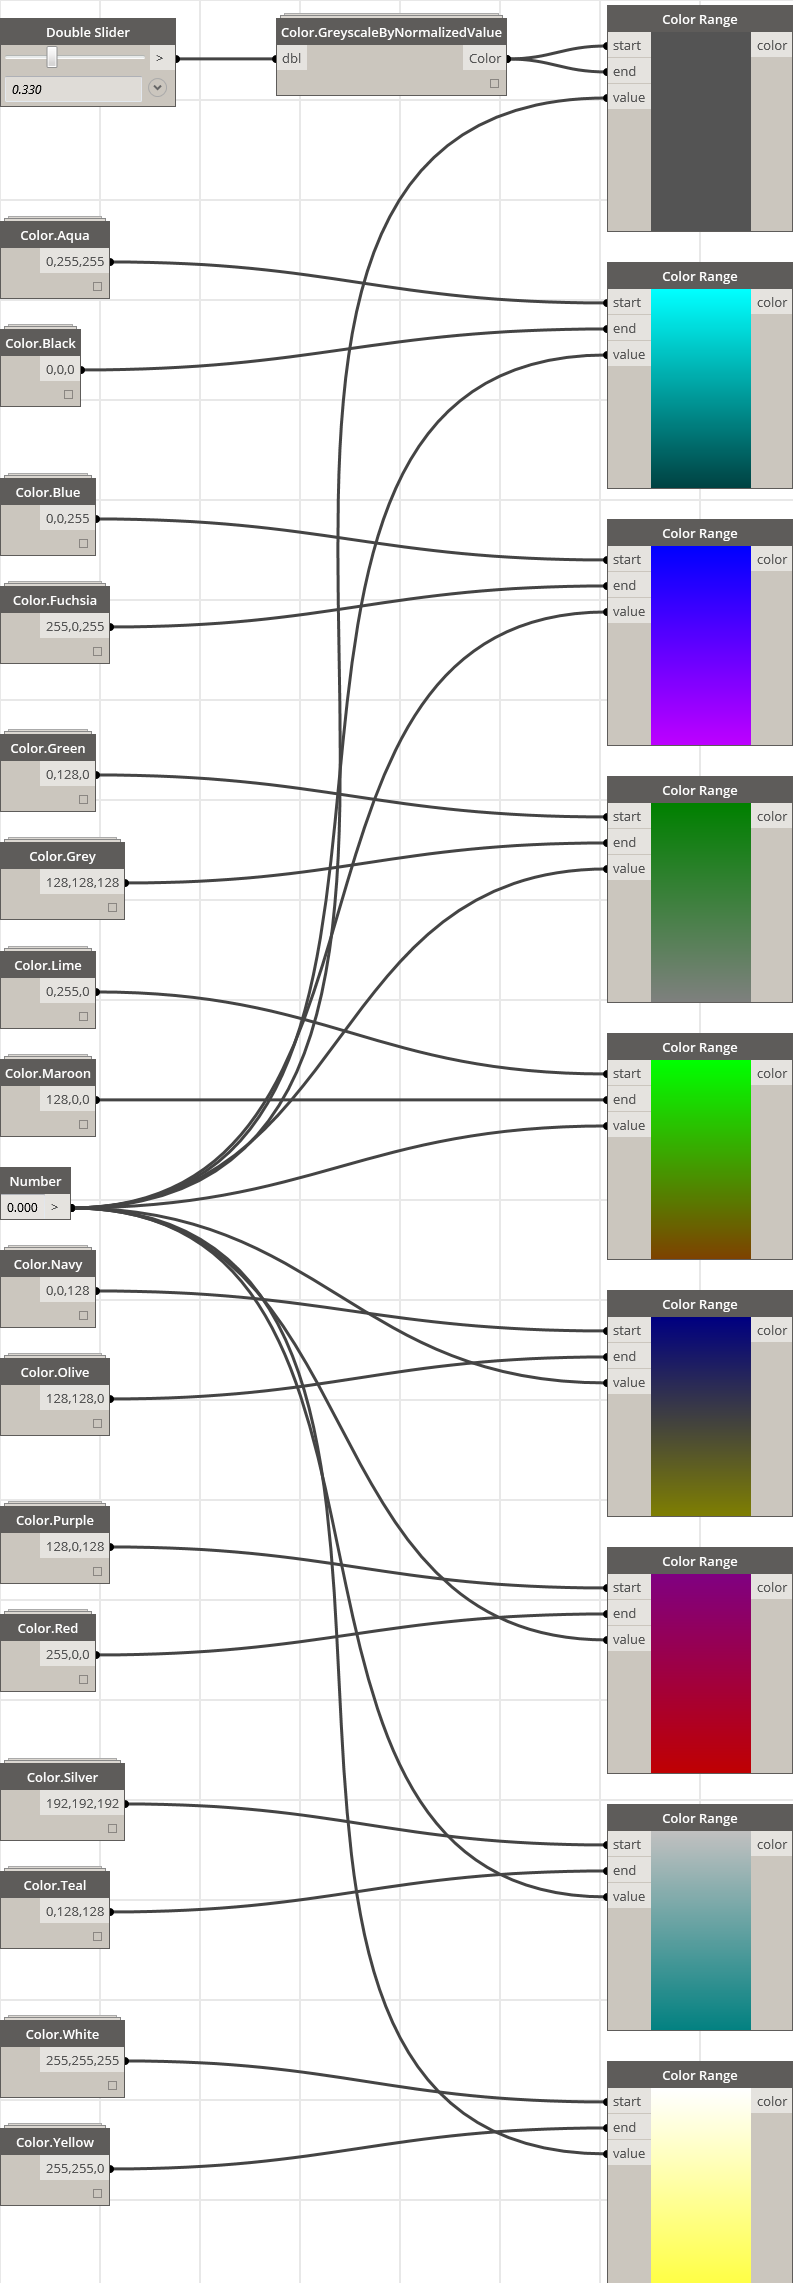 Double Slider
>
0.330
Color.GreyscaleByNormalizedValue
dbl Color
Color Range
start color
end
value
Color.Aqua
0,255,255
Color.Black
0,0,0
Color Range
start color
end
value
Color.Blue
0,0,255
Color.Fuchsia
255,0,255
Color Range
start color
end
value
Color.Green
0,128,0
Color.Grey
128,128,128
Color Range
start color
end
value
Color.Lime
0,255,0
Color.Maroon
128,0,0
Color Range
start color
end
value
Number
0.000 >
Color.Navy
0,0,128
Color.Olive
128,128,0
Color Range
start color
end
value
Color.Purple
128,0,128
Color.Red
255,0,0
Color Range
start color
end
value
Color.Silver
192,192,192
Color.Teal
0,128,128
Color Range
start color
end
value
Color.White
255,255,255
Color.Yellow
255,255,0
Color Range
start color
end
value